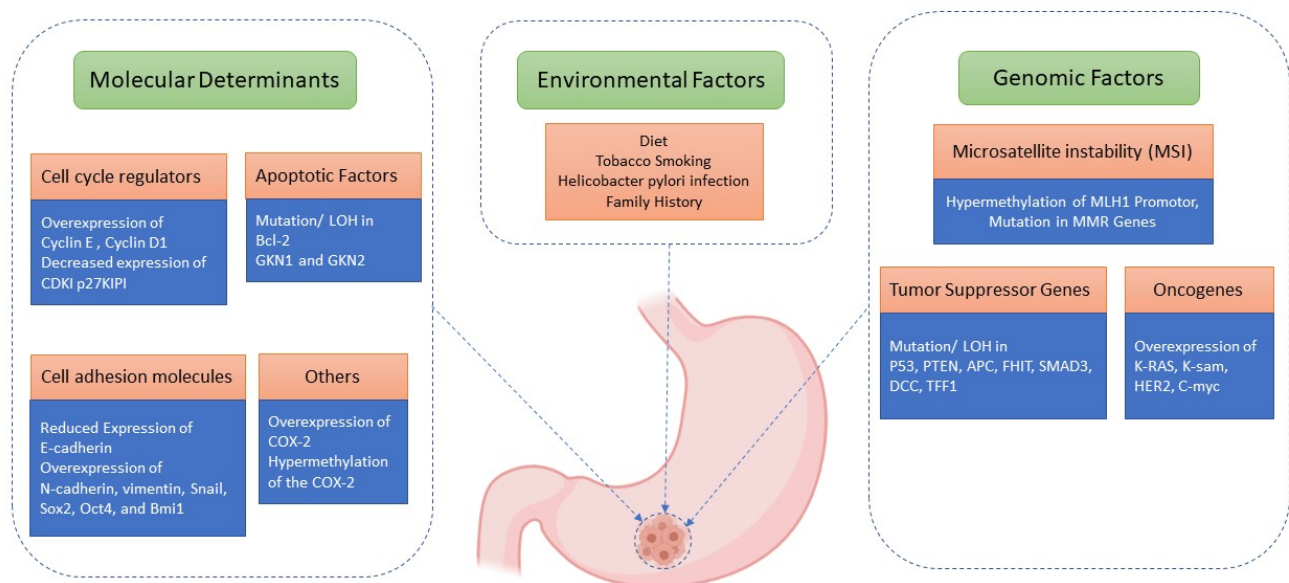 Molecular Determinants
Cell cycle regulators
Overexpression of
Cyclin E , Cyclin D1
Decreased expression of
CDKI p27KIPI
Apoptotic Factors
Mutation/ LOH in
Bcl-2
GKN1 and GKN2
Cell adhesion molecules
Reduced Expression of
E-cadherin
Overexpression of
N-cadherin, vimentin, Snail,
Sox2, Oct4, and Bmi1
Others
Overexpression of
COX-2
Hypermethylation
of the COX-2
Environmental Factors
Diet
Tobacco Smoking
Helicobacter pylori infection
Family History
Genomic Factors
Microsatellite instability (MSI)
Hypermethylation of MLH1 Promotor,
Mutation in MMR Genes
Tumor Suppressor Genes
Mutation/ LOH in
P53, PTEN, APC, FHIT, SMAD3,
DCC, TFF1
Oncogenes
Overexpression of
K-RAS, K-sam,
HER2, C-myc